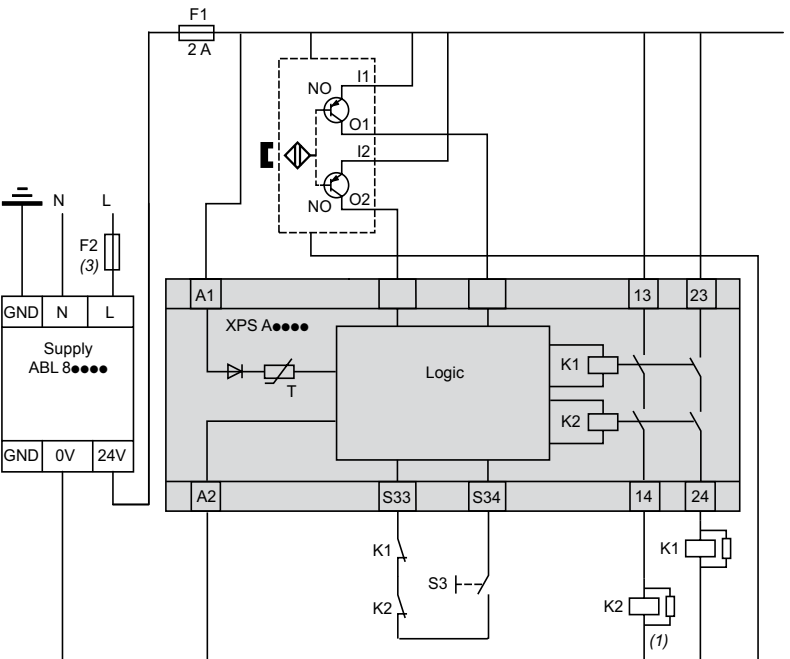 F1
2 A
I1
NO
O1
I2
NO
O2
N L
F2
(3)
A1
13
23
GND N L
XPS A●●●●
Supply
ABL 8●●●●
T
Logic
K1
K2
GND 0V 24V
A2
S33
S34
14
24
K1
K2
S3
K1
K2
(1)